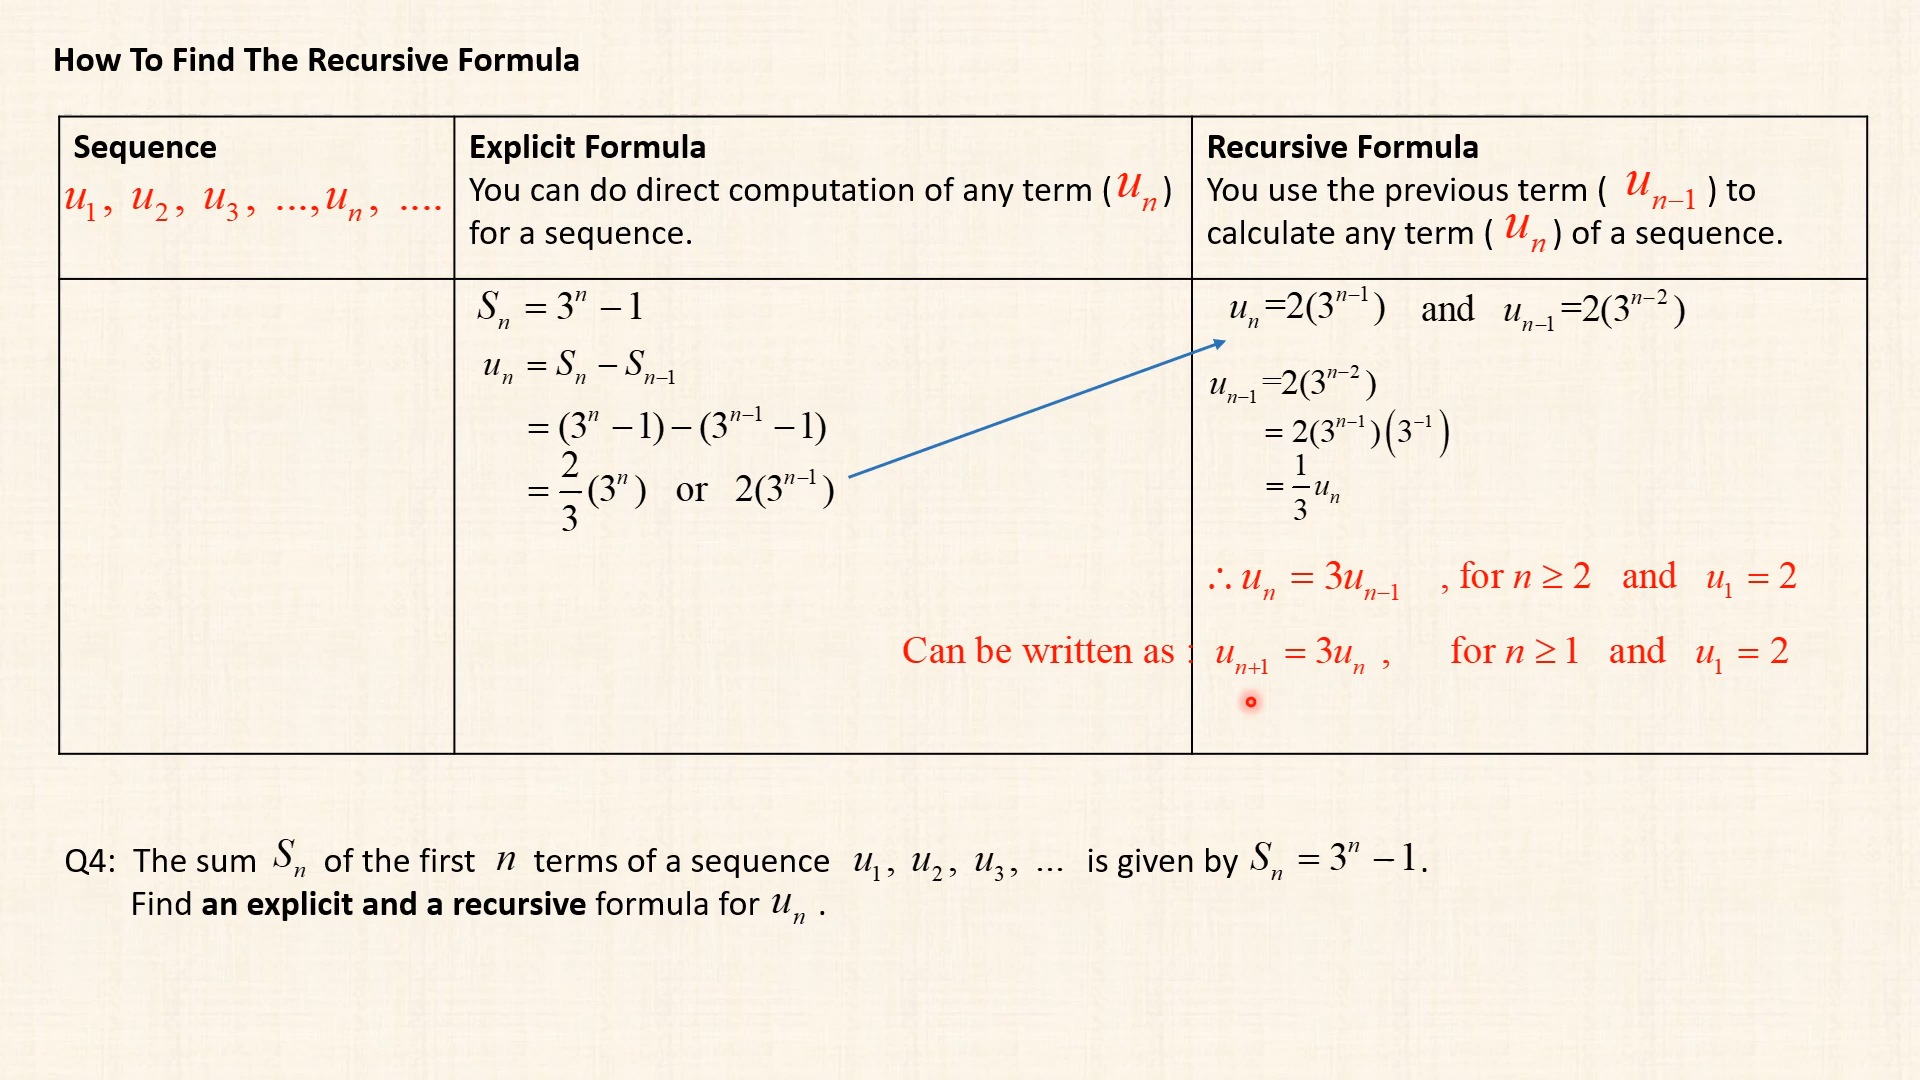 How To Find The Recursive Formula
Sequence
u₁, u₂, u₃, ...,uₙ, ....
Explicit Formula
You can do direct computation of any term (uₙ)
for a sequence.
Recursive Formula
You use the previous term ( uₙ₋₁ ) to
calculate any term ( uₙ ) of a sequence.
Sₙ = 3ⁿ − 1
uₙ = Sₙ − Sₙ₋₁
= (3ⁿ − 1) − (3ⁿ⁻¹ − 1)
= 2/3 (3ⁿ) or 2(3ⁿ⁻¹)
uₙ =2(3ⁿ⁻¹) and uₙ₋₁ =2(3ⁿ⁻²)
uₙ₋₁ =2(3ⁿ⁻²)
= 2(3ⁿ⁻¹)(3⁻¹)
= 1/3 uₙ
∴ uₙ = 3uₙ₋₁ , for n ≥ 2 and u₁ = 2
Can be written as : uₙ₊₁ = 3uₙ , for n ≥ 1 and u₁ = 2
Q4: The sum Sₙ of the first n terms of a sequence u₁, u₂, u₃, ... is given by Sₙ = 3ⁿ − 1.
Find an explicit and a recursive formula for uₙ .